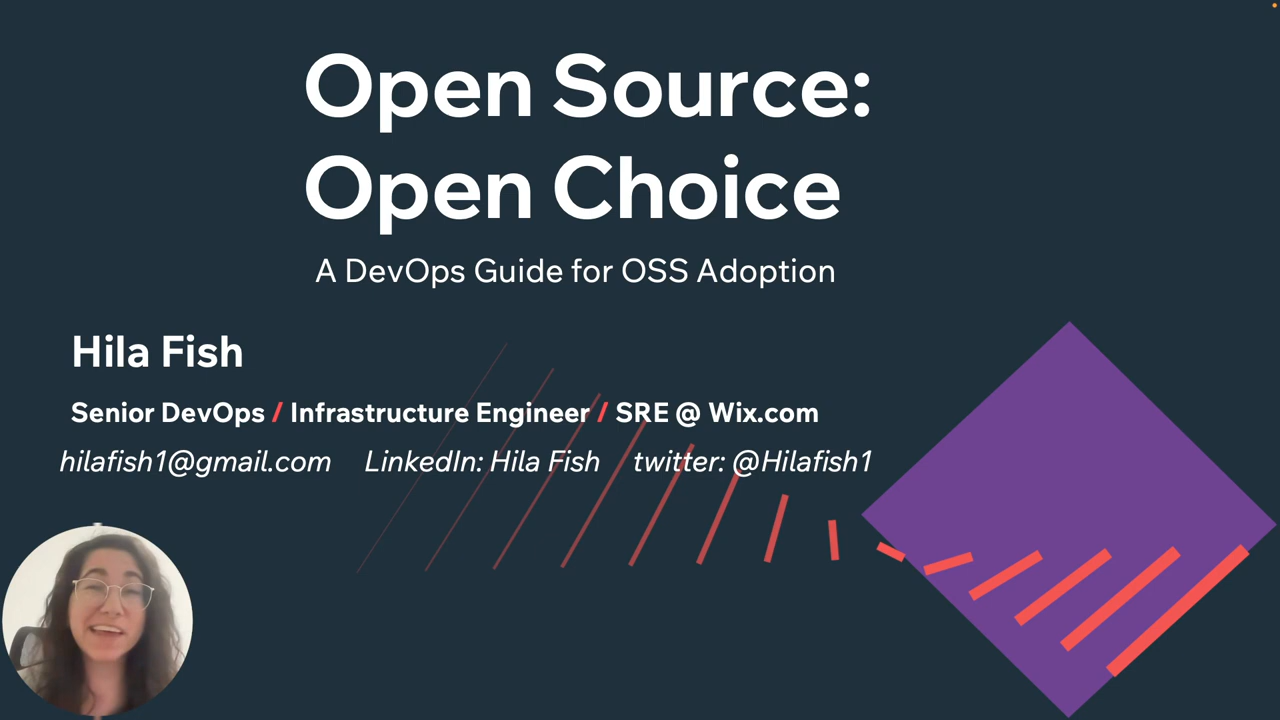 Open Source:
Open Choice
A DevOps Guide for OSS Adoption
Hila Fish
Senior DevOps / Infrastructure Engineer / SRE @ Wix.com
hilafish1@gmail.com LinkedIn: Hila Fish twitter: @Hilafish1